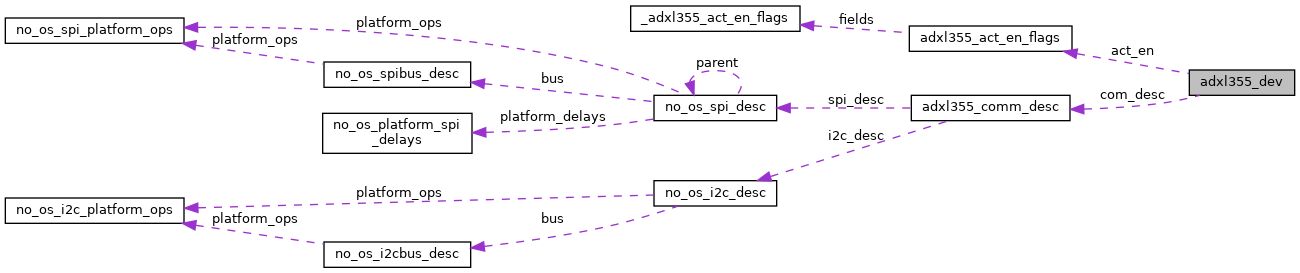 _adxl355_act_en_flags
fields
adxl355_act_en_flags
act_en
adxl355_dev
no_os_spi_platform_ops
platform_ops
platform_ops
no_os_spibus_desc
bus
parent
no_os_spi_desc
spi_desc
adxl355_comm_desc
com_desc
no_os_platform_spi
_delays
platform_delays
i2c_desc
no_os_i2c_platform_ops
platform_ops
platform_ops
no_os_i2c_desc
bus
no_os_i2cbus_desc